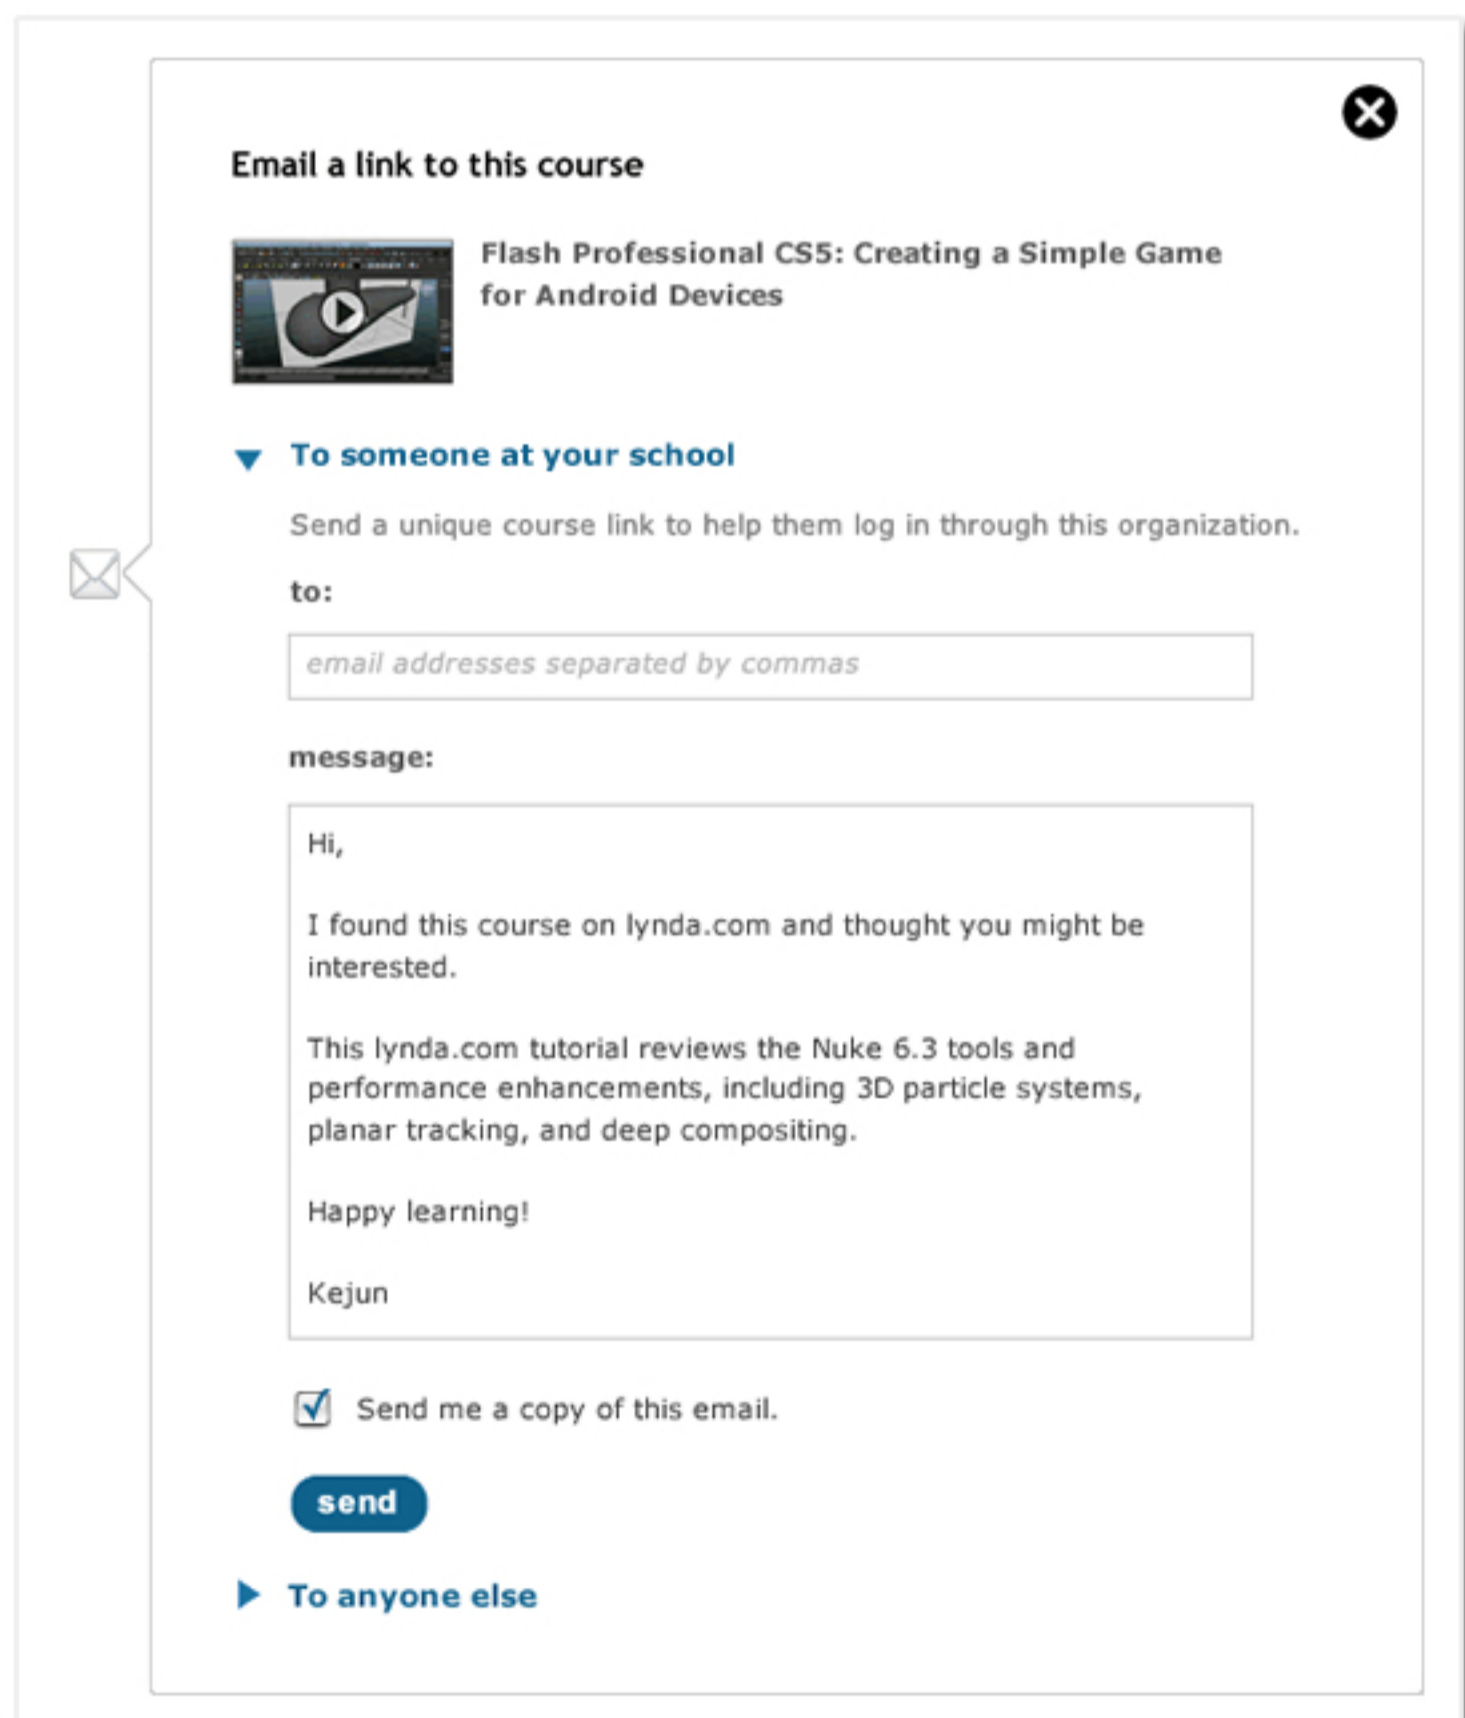 Email a link to this course
Flash Professional CS5: Creating a Simple Game
for Android Devices
To someone at your school
Send a unique course link to help them log in through this organization.
to:
email addresses separated by commas
message:
Hi,
I found this course on lynda.com and thought you might be
interested.
This lynda.com tutorial reviews the Nuke 6.3 tools and
performance enhancements, including 3D particle systems,
planar tracking, and deep compositing.
Happy learning!
Kejun
Send me a copy of this email.
send
To anyone else